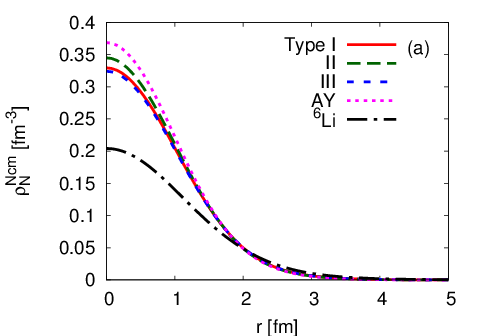 0.4
0.35
0.3
0.25
0.2
0.15
0.1
0.05
0
ρ_N^Ncm [fm^-3]
Type I
II
III
AY
^6Li
(a)
0 1 2 3 4 5
r [fm]